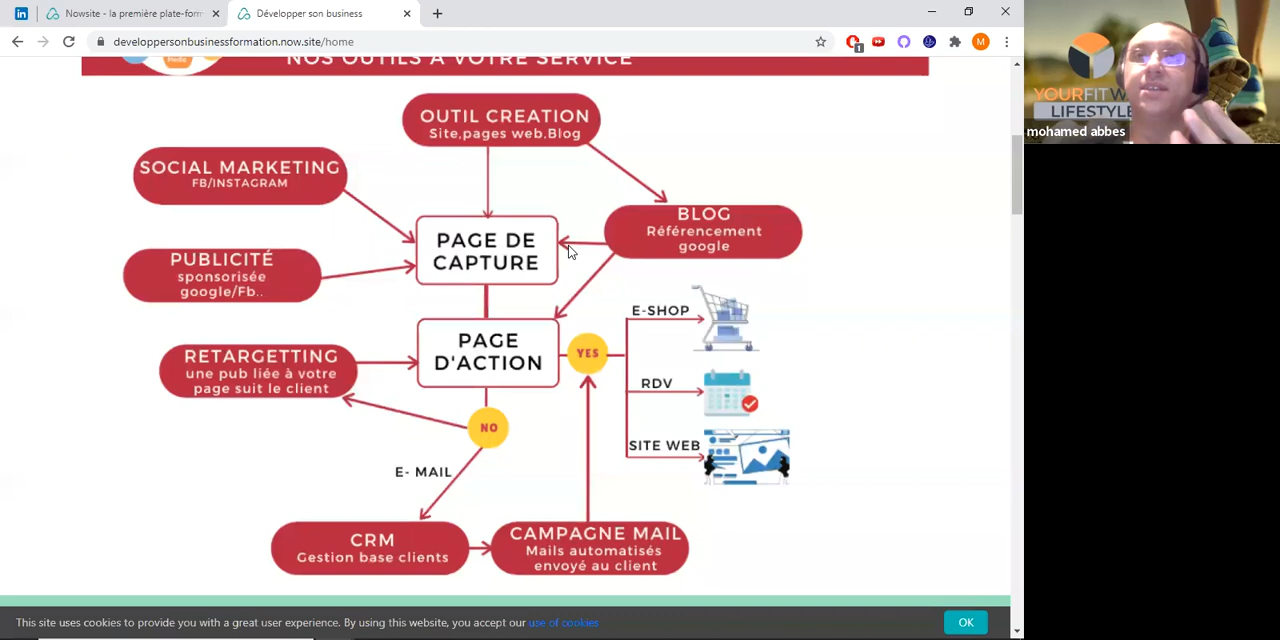 Nowsite - la première plate-form
Développer son business
developpersonbusinessformation.now.site/home
1
M
NOS OUTILS À VOTRE SERVICE
OUTIL CREATION
Site,pages web,Blog
SOCIAL MARKETING
FB/INSTAGRAM
BLOG
Référencement
google
PAGE DE
CAPTURE
PUBLICITÉ
sponsorisée
google/Fb..
E-SHOP
PAGE
D'ACTION
YES
RETARGETTING
une pub liée à votre
page suit le client
RDV
NO
SITE WEB
E- MAIL
CRM
Gestion base clients
CAMPAGNE MAIL
Mails automatisés
envoyé au client
This site uses cookies to provide you with a great user experience. By using this website, you accept our use of cookies
OK
LIFESTYLE
mohamed abbes